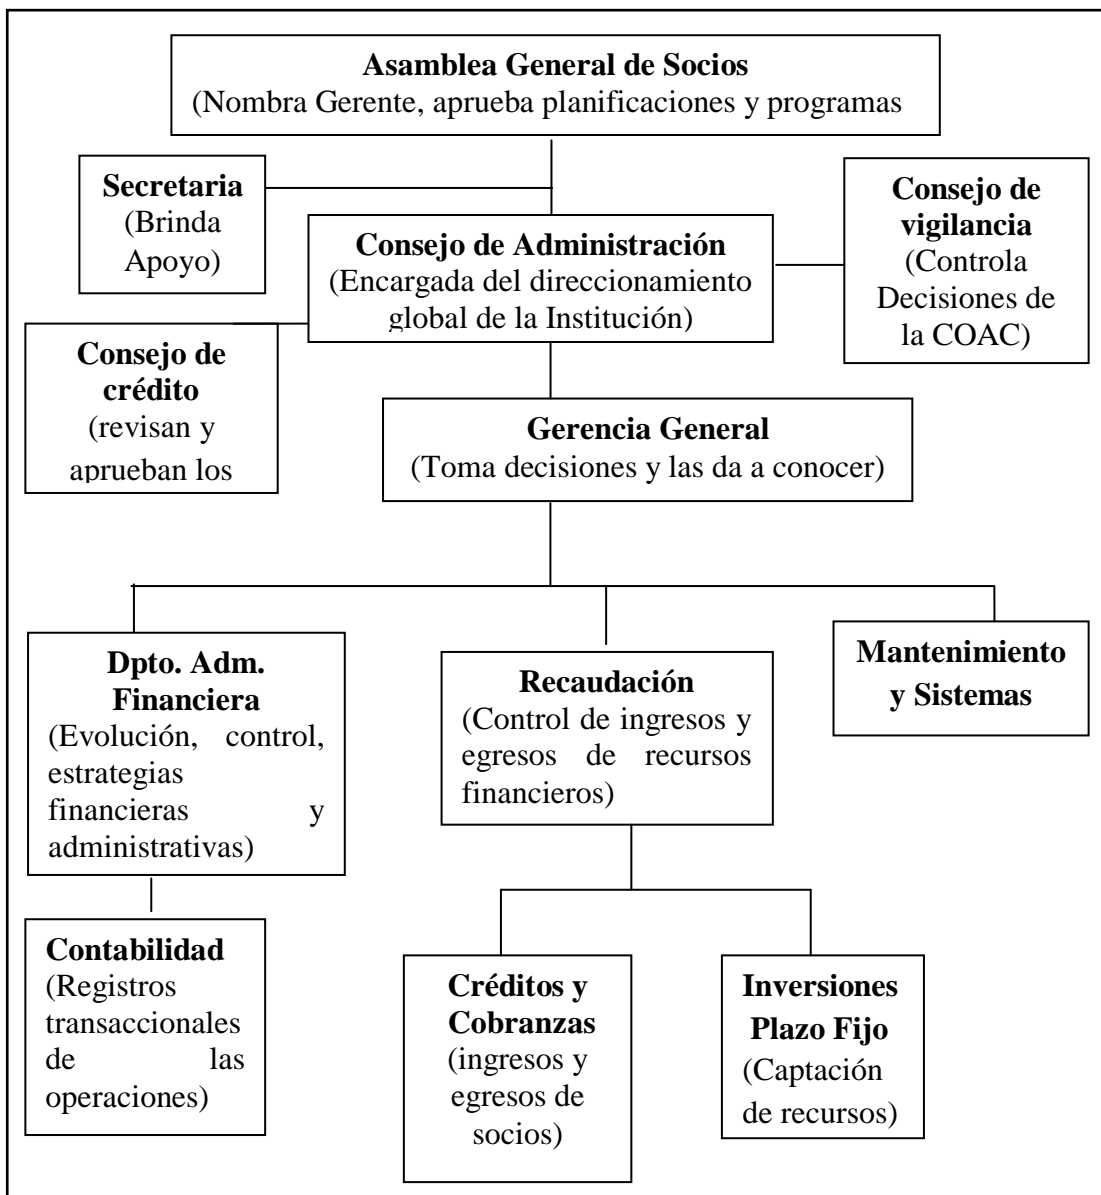 Asamblea General de Socios
(Nombra Gerente, aprueba planificaciones y programas
Secretaria
(Brinda
Apoyo)
Consejo de Administración
(Encargada del direccionamiento
global de la Institución)
Consejo de
vigilancia
(Controla
Decisiones de
la COAC)
Consejo de
crédito
(revisan y
aprueban los
Gerencia General
(Toma decisiones y las da a conocer)
Dpto. Adm.
Financiera
(Evolución, control,
estrategias
financieras y
administrativas)
Recaudación
(Control de ingresos y
egresos de recursos
financieros)
Mantenimiento
y Sistemas
Contabilidad
(Registros
transaccionales
de las
operaciones)
Créditos y
Cobranzas
(ingresos y
egresos de
socios)
Inversiones
Plazo Fijo
(Captación
de recursos)